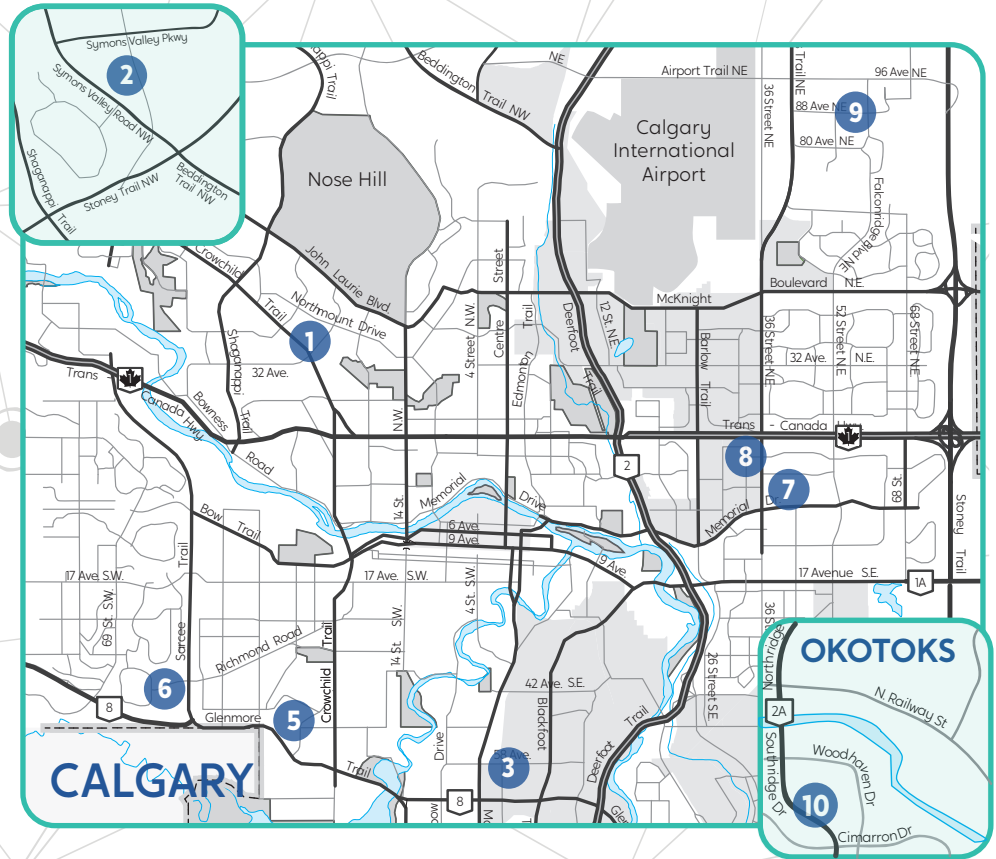 Symons Valley Pkwy
2
Symons Valley Road NW
Shaganappi Trail
Stoney Trail NW
Beddington
Trail NW
Trail
Beddington Trail NW
NE
Airport Trail NE
Trail NE
96 Ave NE
36 Street NE
88 Ave NE
9
80 Ave NE
Calgary
International
Airport
Nose Hill
Falconridge Blvd NE
Crowchild Trail
John Laurie Blvd
Northmount Drive
1
Shaganappi Trail
32 Ave.
4 Street N.W.
Centre Street
Edmonton Trail
Deerfoot Trail
12 St. N.E.
McKnight Boulevard N.E.
Barlow Trail
36 Street N.E.
52 Street N.E.
68 Street N.E.
32 Ave. N.E.
Trans - Canada Hwy
Bowness Road
14 St. N.W.
Trans - Canada
2
8
7
Memorial Dr
68 St.
Stoney Trail
Memorial Drive
6 Ave.
9 Ave.
9 Ave.
Bow Trail
17 Ave. S.W.
17 Ave. S.W.
17 Avenue S.E.
1A
69 St. S.W.
Sarcee Trail
Richmond Road
Crowchild Trail
14 St. S.W.
4 St. S.W.
26 Street S.E.
36 S
42 Ave. S.E.
Blackfoot
Deerfoot Trail
6
8
Glenmore Trail
5
58 Ave.
3
Drive
8
CALGARY
OKOTOKS
Northridge
N. Railway St
2A
Southridge Dr
Woodhaven Dr
10
Cimarron Dr